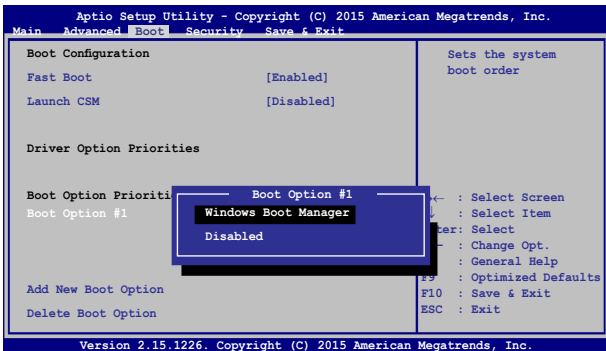 Aptio Setup Utility - Copyright (C) 2015 American Megatrends, Inc.
Main Advanced Boot Security Save & Exit
Boot Configuration
Fast Boot [Enabled]
Launch CSM [Disabled]
Driver Option Priorities
Boot Option Prioriti
Boot Option #1
Add New Boot Option
Delete Boot Option
Boot Option #1
Windows Boot Manager
Disabled
Sets the system
boot order
→← : Select Screen
↓ : Select Item
ter: Select
- : Change Opt.
: General Help
F9 : Optimized Defaults
F10 : Save & Exit
ESC : Exit
Version 2.15.1226. Copyright (C) 2015 American Megatrends, Inc.